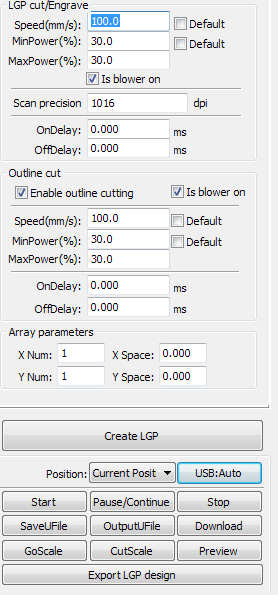 LGP cut/Engrave
Speed(mm/s): 100.0 Default
MinPower(%): 30.0 Default
MaxPower(%): 30.0
Is blower on
Scan precision 1016 dpi
OnDelay: 0.000 ms
OffDelay: 0.000 ms
Outline cut
Enable outline cutting Is blower on
Speed(mm/s): 100.0 Default
MinPower(%): 30.0 Default
MaxPower(%): 30.0
OnDelay: 0.000 ms
OffDelay: 0.000 ms
Array parameters
X Num: 1 X Space: 0.000
Y Num: 1 Y Space: 0.000
Create LGP
Position: Current Posit USB:Auto
Start Pause/Continue Stop
SaveUFile OutputUFile Download
GoScale CutScale Preview
Export LGP design